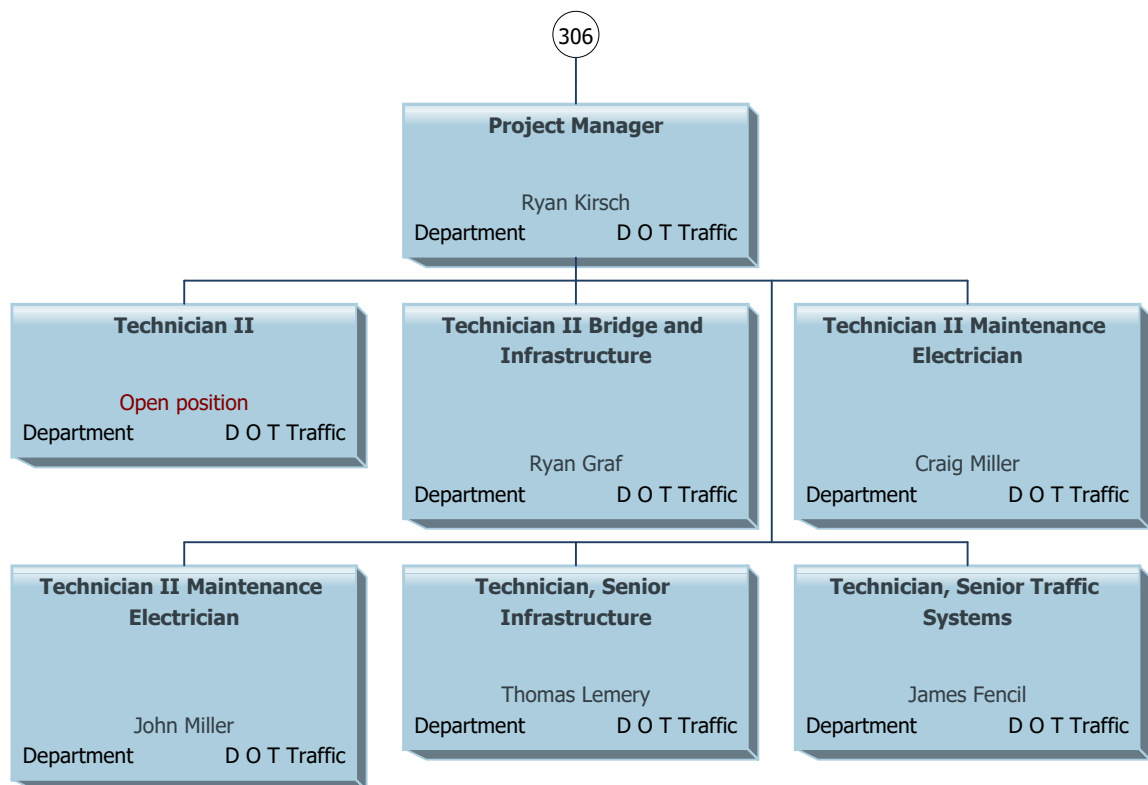 306
Project Manager
Ryan Kirsch
Department D O T Traffic
Technician II
Open position
Department D O T Traffic
Technician II Bridge and
Infrastructure
Ryan Graf
Department D O T Traffic
Technician II Maintenance
Electrician
Craig Miller
Department D O T Traffic
Technician II Maintenance
Electrician
John Miller
Department D O T Traffic
Technician, Senior
Infrastructure
Thomas Lemery
Department D O T Traffic
Technician, Senior Traffic
Systems
James Fencil
Department D O T Traffic